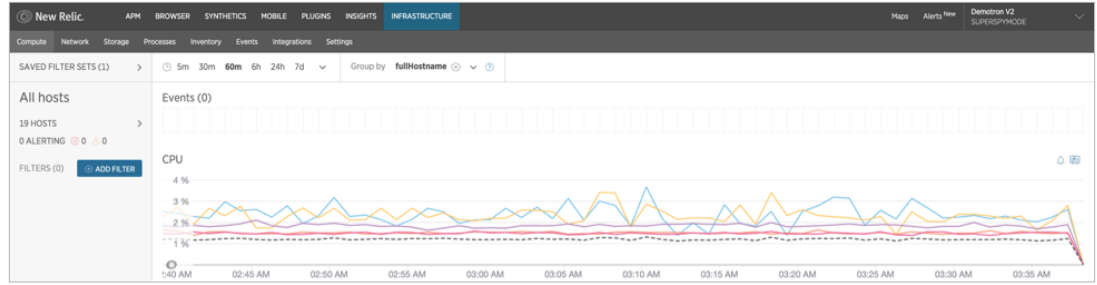 New Relic. APM BROWSER SYNTHETICS MOBILE PLUGINS INSIGHTS INFRASTRUCTURE Maps Alerts New Demotron V2
SUPERSPYMODE
Compute Network Storage Processes Inventory Events Integrations Settings
SAVED FILTER SETS (1) 5m 30m 60m 6h 24h 7d Group by fullHostname
All hosts
Events (0)
19 HOSTS
0 ALERTING 0 0
FILTERS (0) ADD FILTER
CPU
4 %
3 %
2 %
1 %
0
:40 AM 02:45 AM 02:50 AM 02:55 AM 03:00 AM 03:05 AM 03:10 AM 03:15 AM 03:20 AM 03:25 AM 03:30 AM 03:35 AM